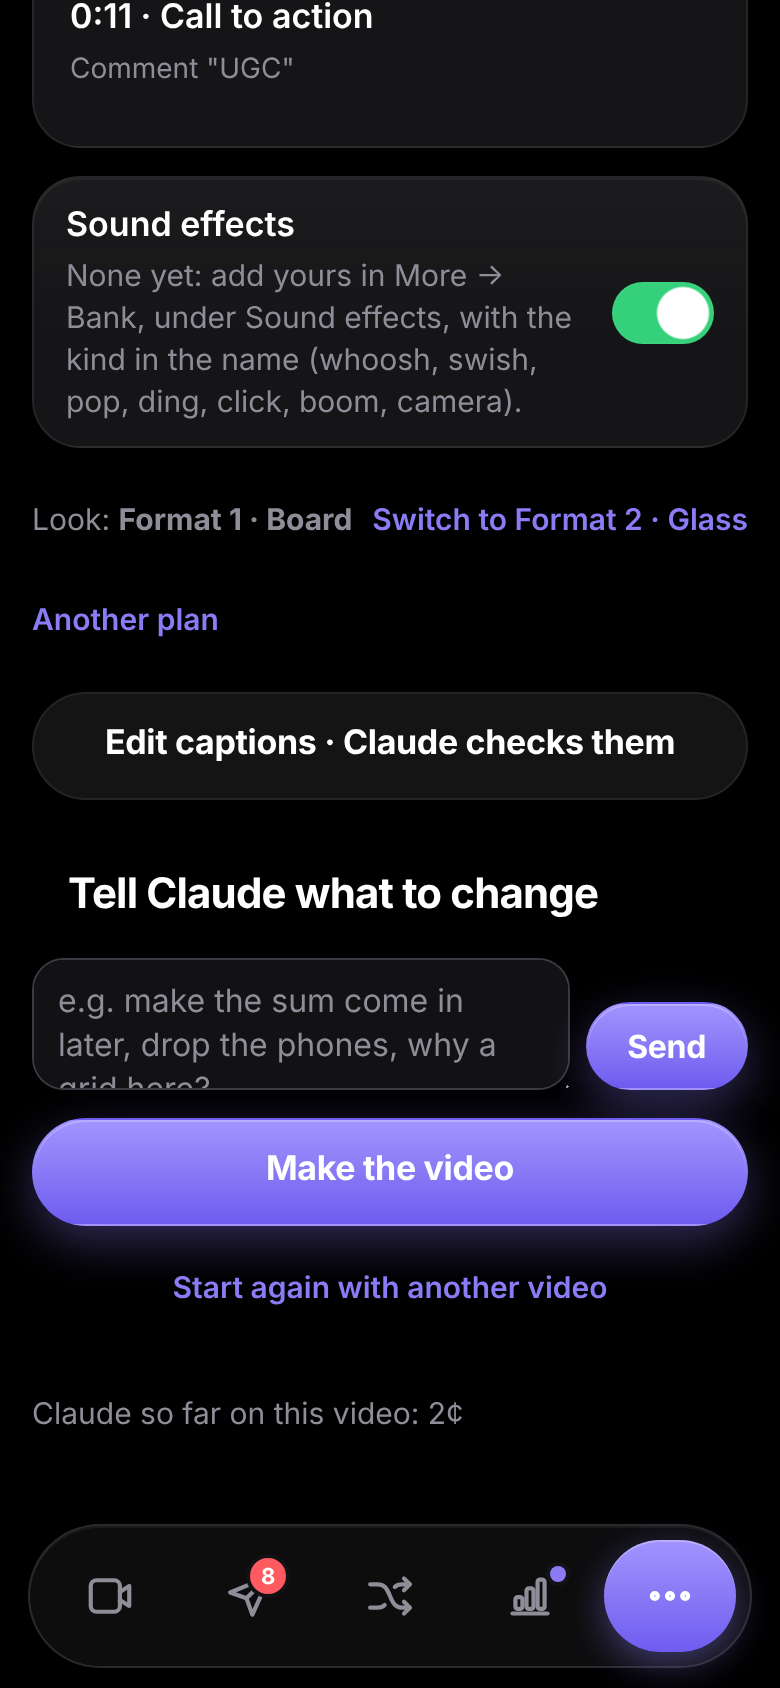 0:11 · Call to action
Comment "UGC"
Sound effects
None yet: add yours in More →
Bank, under Sound effects, with the
kind in the name (whoosh, swish,
pop, ding, click, boom, camera).
Look: Format 1 · Board Switch to Format 2 · Glass
Another plan
Edit captions · Claude checks them
Tell Claude what to change
e.g. make the sum come in
later, drop the phones, why a
grid here?
Send
Make the video
Start again with another video
Claude so far on this video: 2¢
8